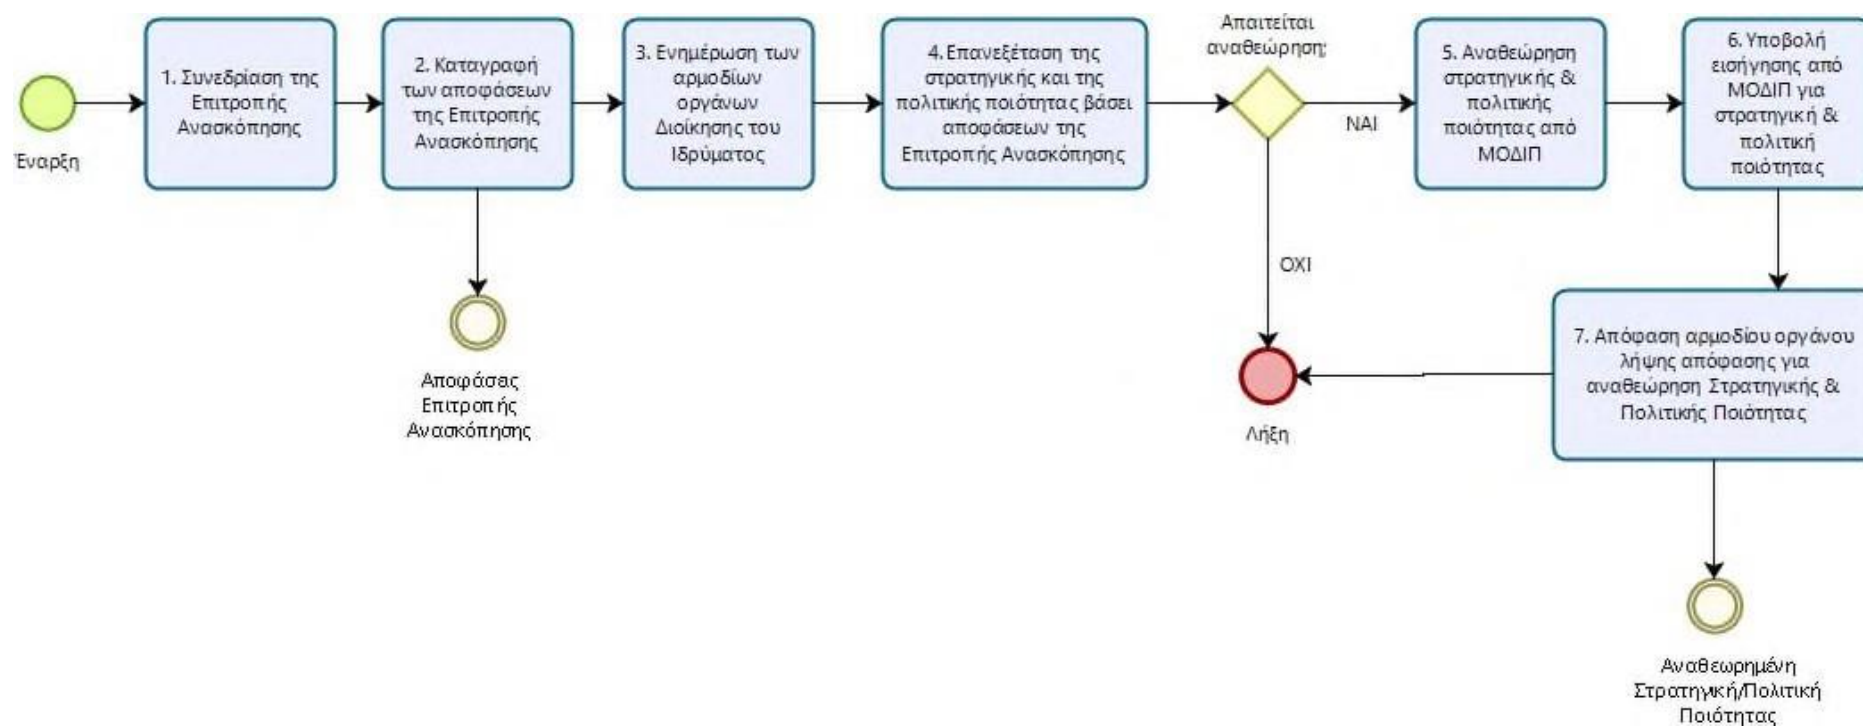 Έναρξη
1. Συνεδρίαση της
Επιτροπής
Ανασκόπησης
2. Καταγραφή
των αποφάσεων
της Επιτροπής
Ανασκόπησης
Αποφάσεις
Επιτροπής
Ανασκόπησης
3. Ενημέρωση των
αρμοδίων
οργάνων
Διοίκησης του
Ιδρύματος
4. Επανεξέταση της
στρατηγικής και της
πολιτικής ποιότητας βάσει
αποφάσεων της
Επιτροπής Ανασκόπησης
Απαιτείται
αναθεώρηση;
ΝΑΙ
ΟΧΙ
Λήξη
5. Αναθεώρηση
στρατηγικής &
πολιτικής
ποιότητας από
ΜΟΔΙΠ
6. Υποβολή
εισήγησης από
ΜΟΔΙΠ για
στρατηγική &
πολιτική
ποιότητας
7. Απόφαση αρμοδίου οργάνου
λήψης απόφασης για
αναθεώρηση Στρατηγικής &
Πολιτικής Ποιότητας
Αναθεωρημένη
Στρατηγική/Πολιτική
Ποιότητας